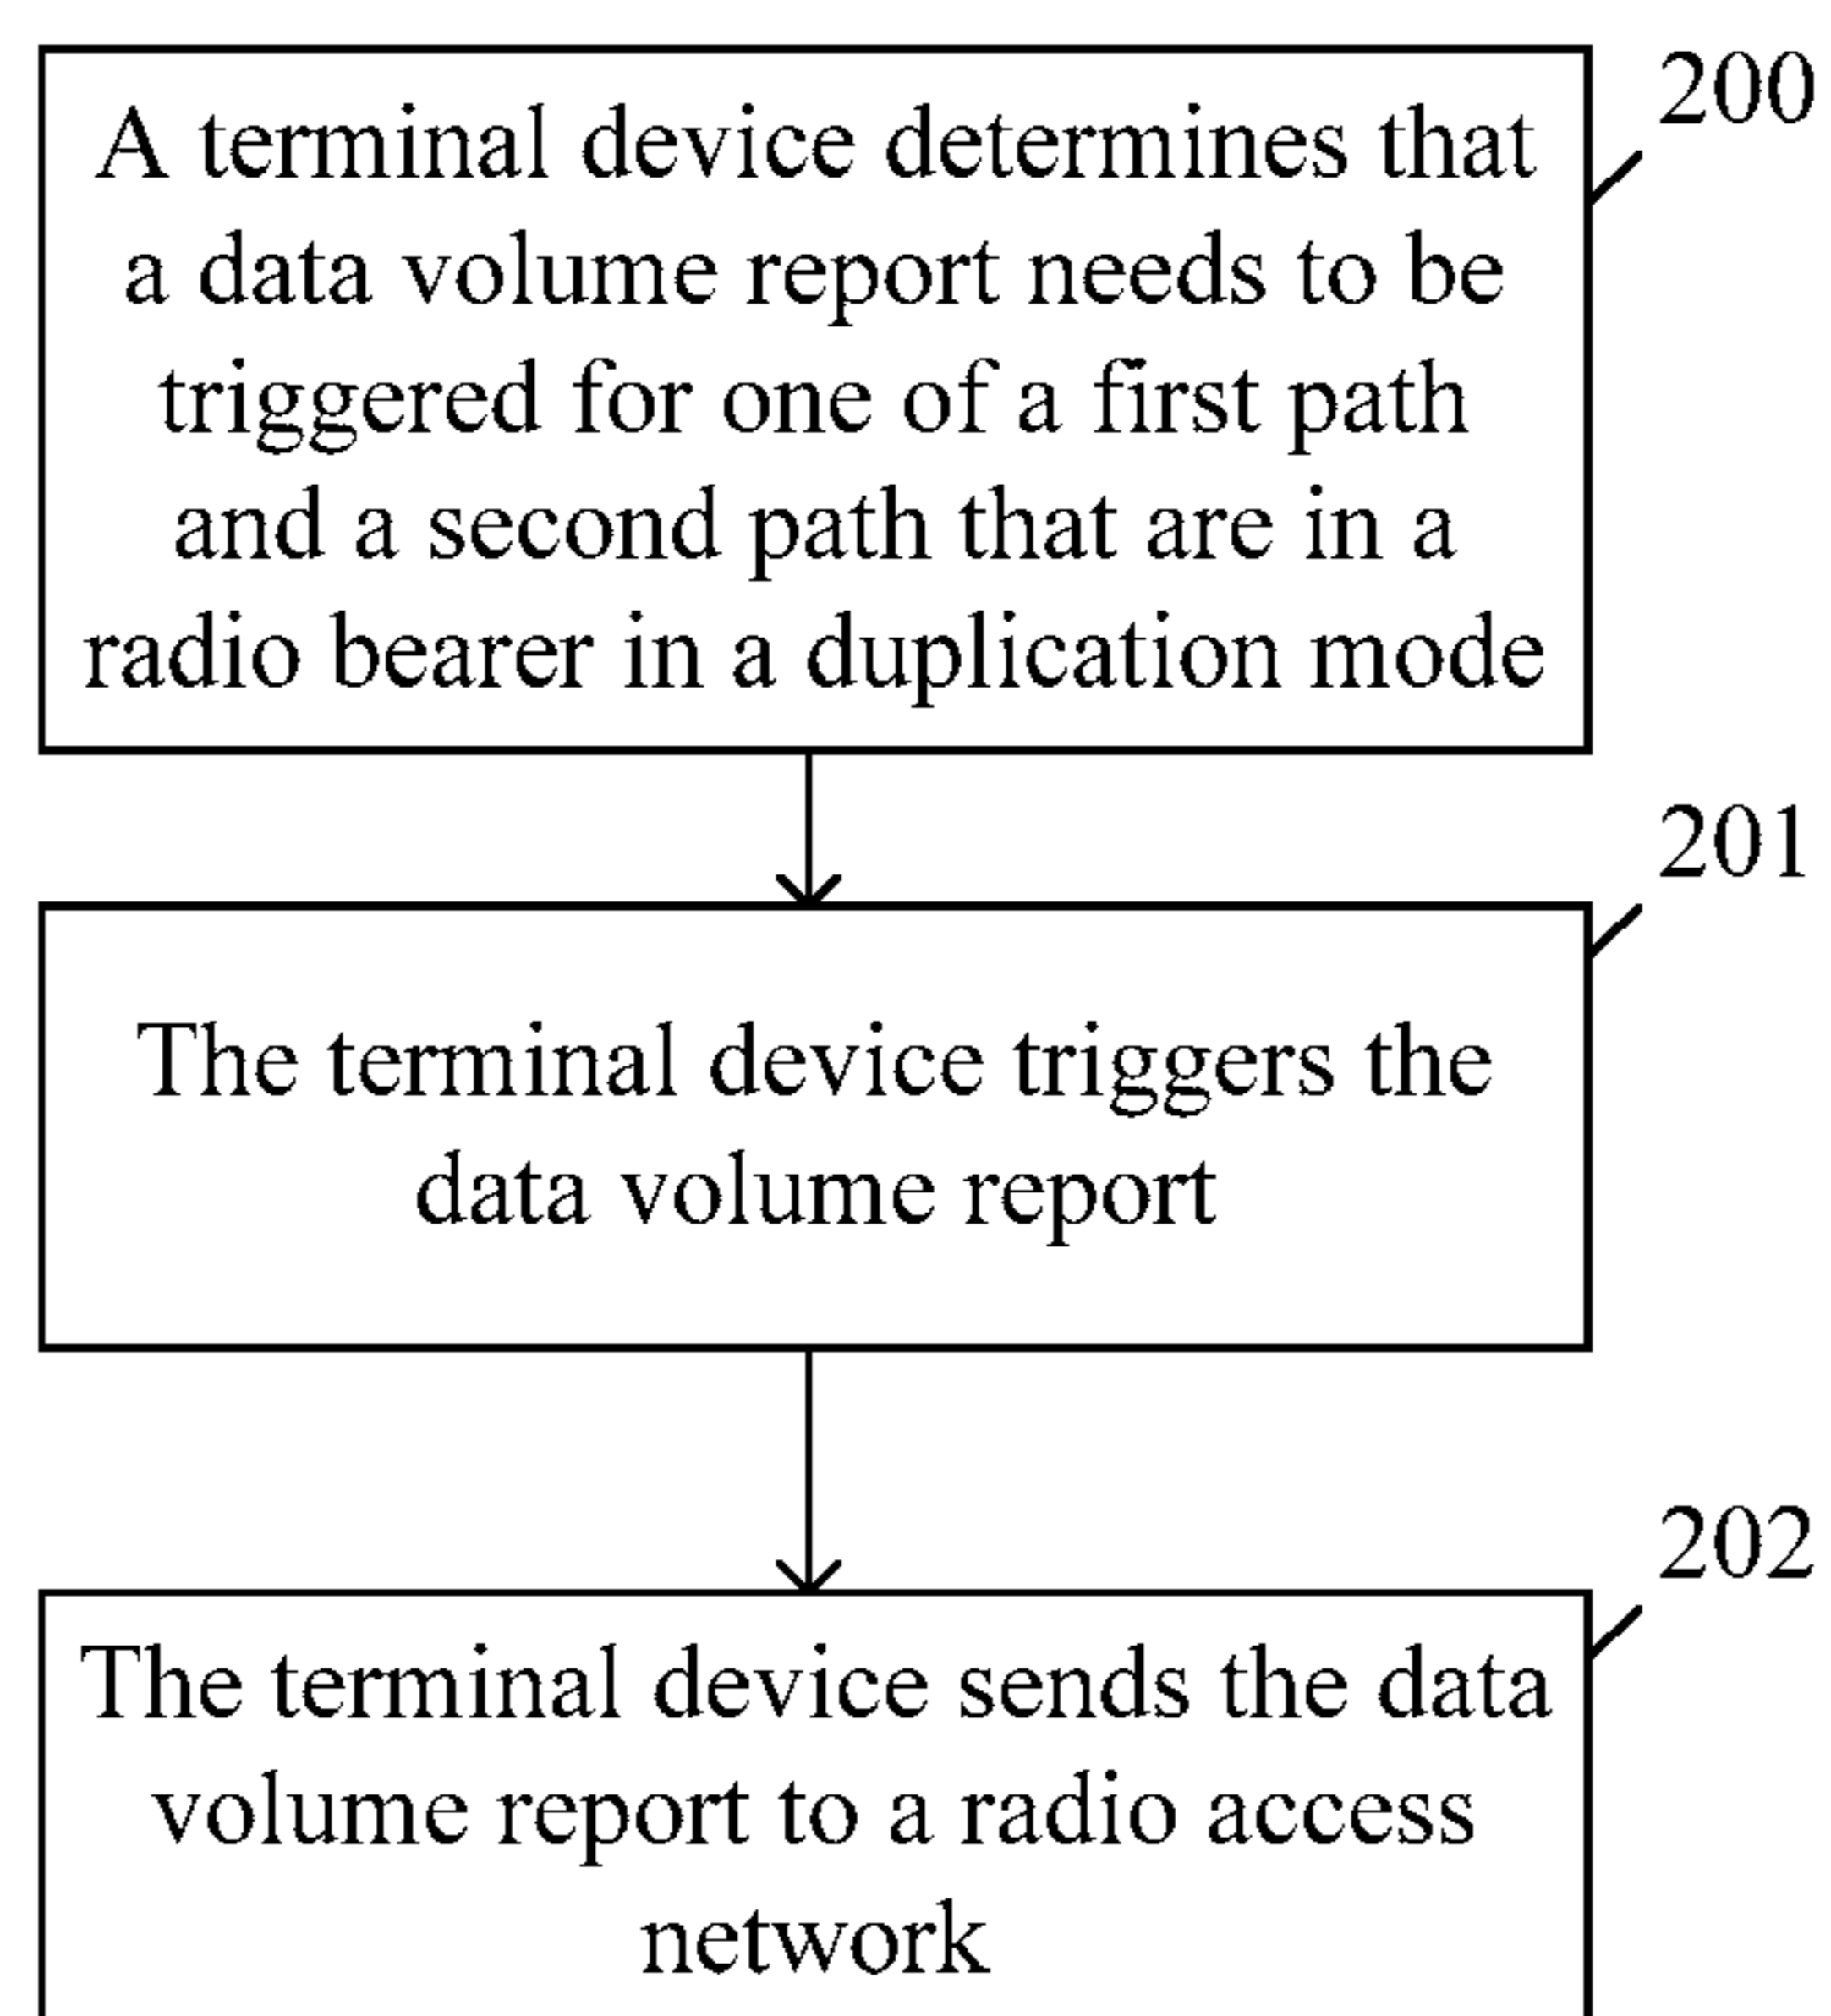 200
A terminal device determines that
a data volume report needs to be
triggered for one of a first path
and a second path that are in a
radio bearer in a duplication mode
201
The terminal device triggers the
data volume report
202
The terminal device sends the data
volume report to a radio access
network